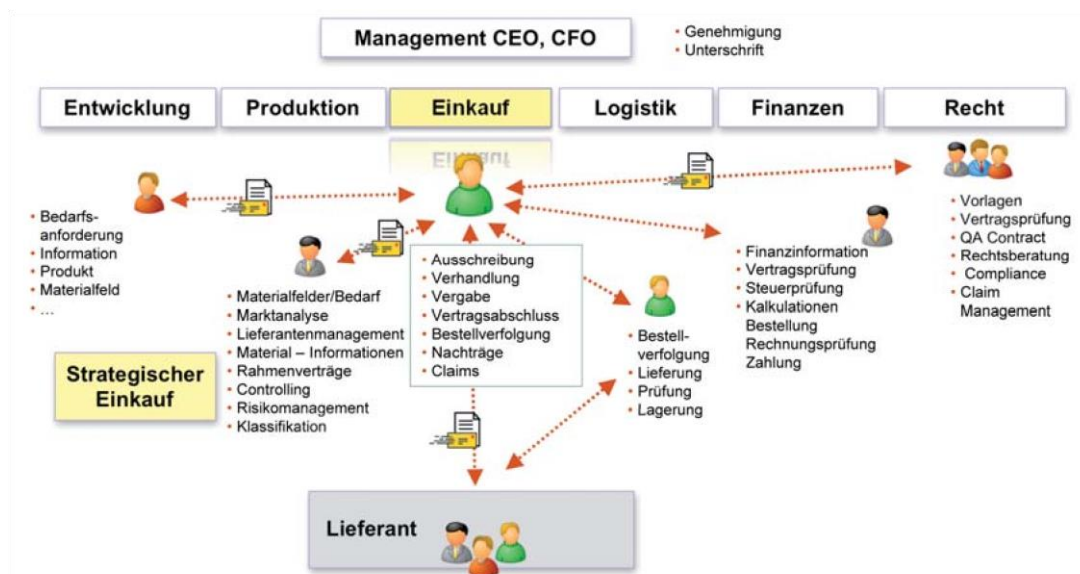 Management CEO, CFO
• Genehmigung
• Unterschrift
Entwicklung
Produktion
Einkauf
Logistik
Finanzen
Recht
Einkauf
• Bedarfs-
anforderung
• Information
• Produkt
• Materialfeld
• ...
• Materialfelder/Bedarf
• Marktanalyse
• Lieferantenmanagement
• Material – Informationen
• Rahmenverträge
• Controlling
• Risikomanagement
• Klassifikation
• Ausschreibung
• Verhandlung
• Vergabe
• Vertragsabschluss
• Bestellverfolgung
• Nachträge
• Claims
• Bestell-
verfolgung
• Lieferung
• Prüfung
• Lagerung
• Finanzinformation
• Vertragsprüfung
• Steuerprüfung
• Kalkulationen
Bestellung
Rechnungsprüfung
Zahlung
• Vorlagen
• Vertragsprüfung
• QA Contract
• Rechtsberatung
• Compliance
• Claim
Management
Strategischer
Einkauf
Lieferant